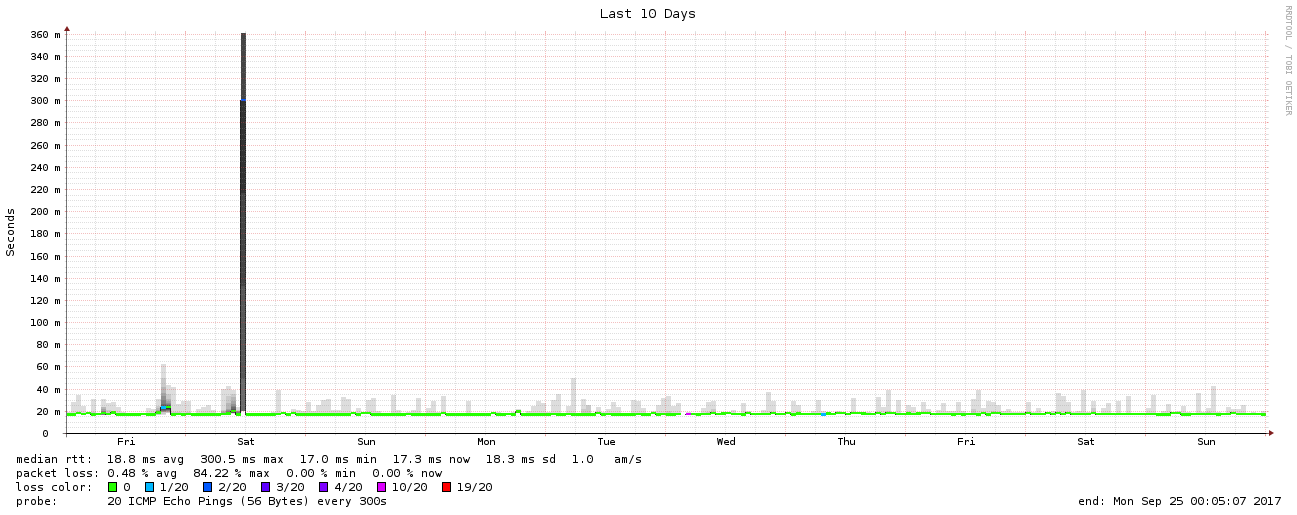 Last 10 Days
RRDTOOL / TOBI OETIKER
Seconds
360 m
340 m
320 m
300 m
280 m
260 m
240 m
220 m
200 m
180 m
160 m
140 m
120 m
100 m
80 m
60 m
40 m
20 m
0
Fri Sat Sun Mon Tue Wed Thu Fri Sat Sun
median rtt: 18.8 ms avg 300.5 ms max 17.0 ms min 17.3 ms now 18.3 ms sd 1.0 am/s
packet loss: 0.48 % avg 84.22 % max 0.00 % min 0.00 % now
loss color: 0 1/20 2/20 3/20 4/20 10/20 19/20
probe: 20 ICMP Echo Pings (56 Bytes) every 300s end: Mon Sep 25 00:05:07 2017